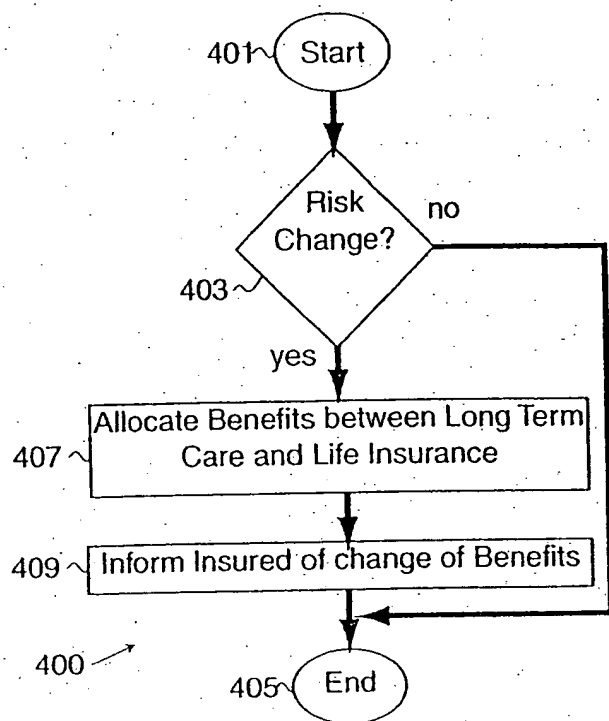 401 Start
Risk
Change?
no
403
yes
Allocate Benefits between Long Term
407
Care and Life Insurance
409 Inform Insured of change of Benefits
400
405 End